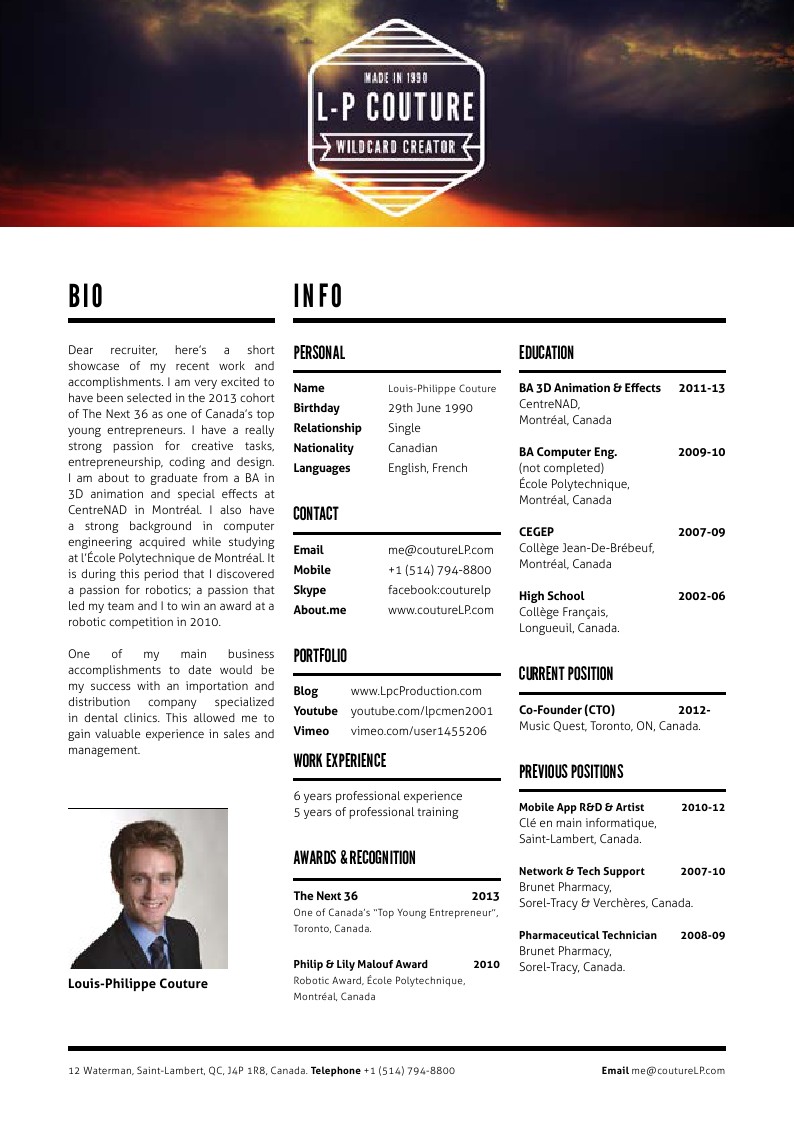 MADE IN 1990
L-P COUTURE
WILDCARD CREATOR
BIO
Dear recruiter, here's a short
showcase of my recent work and
accomplishments. I am very excited to
have been selected in the 2013 cohort
of The Next 36 as one of Canada's top
young entrepreneurs. I have a really
strong passion for creative tasks,
entrepreneurship, coding and design.
I am about to graduate from a BA in
3D animation and special effects at
CentreNAD in Montréal. I also have
a strong background in computer
engineering acquired while studying
at l'École Polytechnique de Montréal. It
is during this period that I discovered
a passion for robotics; a passion that
led my team and I to win an award at a
robotic competition in 2010.
One of my main business
accomplishments to date would be
my success with an importation and
distribution company specialized
in dental clinics. This allowed me to
gain valuable experience in sales and
management.
Louis-Philippe Couture
INFO
PERSONAL
Name Louis-Philippe Couture
Birthday 29th June 1990
Relationship Single
Nationality Canadian
Languages English, French
CONTACT
Email me@coutureLP.com
Mobile +1 (514) 794-8800
Skype facebook:couturelp
About.me www.coutureLP.com
PORTFOLIO
Blog www.LpcProduction.com
Youtube youtube.com/lpcmen2001
Vimeo vimeo.com/user1455206
WORK EXPERIENCE
6 years professional experience
5 years of professional training
AWARDS & RECOGNITION
The Next 36 2013
One of Canada's "Top Young Entrepreneur",
Toronto, Canada.
Philip & Lily Malouf Award 2010
Robotic Award, École Polytechnique,
Montréal, Canada
EDUCATION
BA 3D Animation & Effects 2011-13
CentreNAD,
Montréal, Canada
BA Computer Eng. 2009-10
(not completed)
École Polytechnique,
Montréal, Canada
CEGEP 2007-09
Collège Jean-De-Brébeuf,
Montréal, Canada
High School 2002-06
Collège Français,
Longueuil, Canada.
CURRENT POSITION
Co-Founder (CTO) 2012-
Music Quest, Toronto, ON, Canada.
PREVIOUS POSITIONS
Mobile App R&D & Artist 2010-12
Clé en main informatique,
Saint-Lambert, Canada.
Network & Tech Support 2007-10
Brunet Pharmacy,
Sorel-Tracy & Verchères, Canada.
Pharmaceutical Technician 2008-09
Brunet Pharmacy,
Sorel-Tracy, Canada.
12 Waterman, Saint-Lambert, QC, J4P 1R8, Canada. Telephone +1 (514) 794-8800
Email me@coutureLP.com